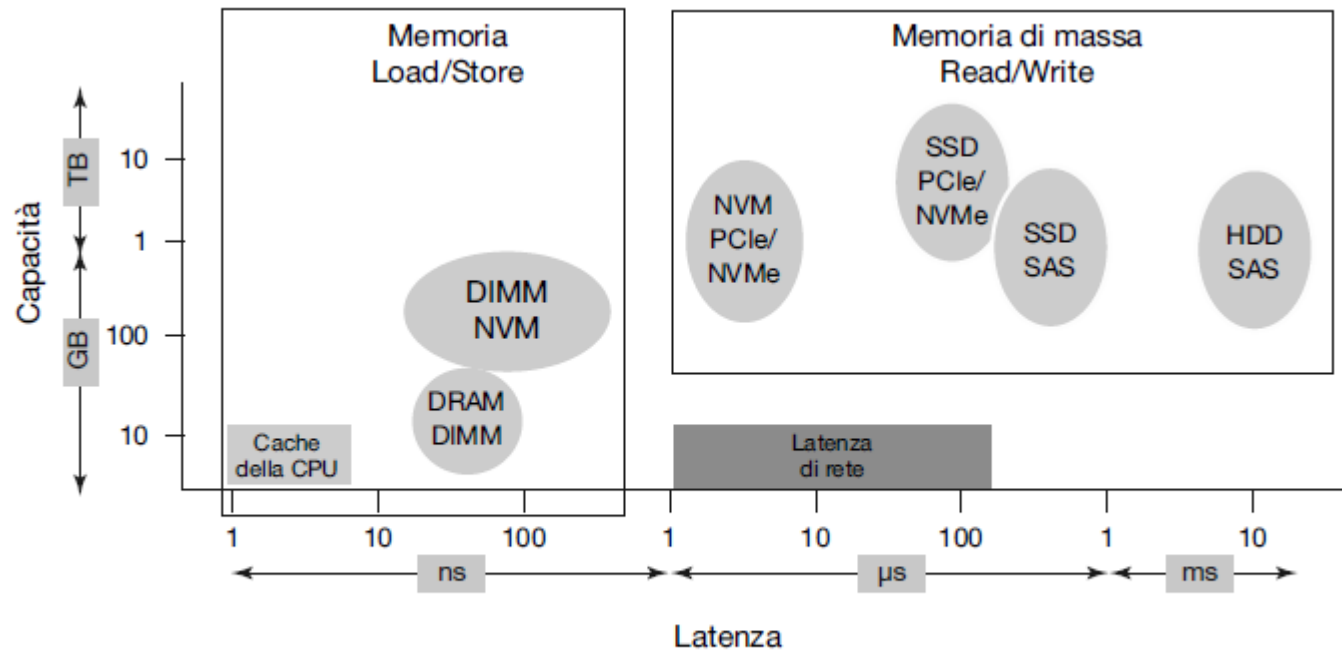 Memoria
Load/Store
Memoria di massa
Read/Write
Capacità
TB
GB
10
1
100
10
DIMM
NVM
DRAM
DIMM
Cache
della CPU
NVM
PCIe/
NVMe
SSD
PCIe/
NVMe
SSD
SAS
HDD
SAS
Latenza
di rete
1
10
100
1
10
100
1
10
ns
µs
ms
Latenza